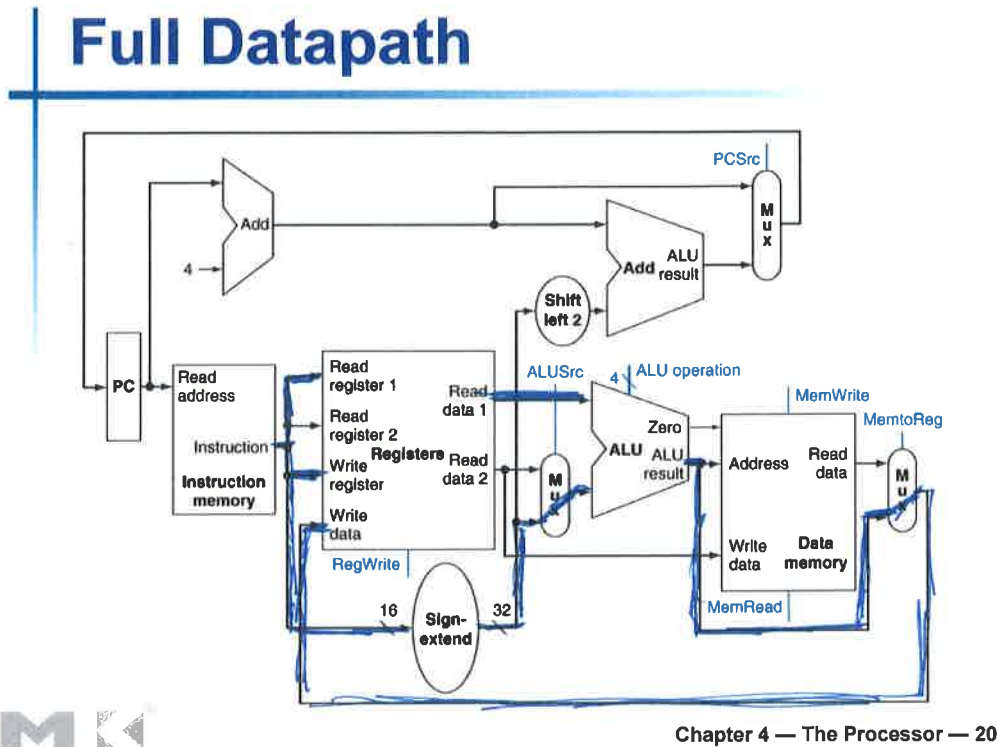 Full Datapath
PCSrc
M
u
x
Add
4
Add
ALU
result
Shift
left 2
PC
Read
address
Instruction
Instruction
memory
Read
register 1
Read
register 2
Write
register
Write
data
Registers
Read
data 1
Read
data 2
RegWrite
ALUSrc
M
u
x
4
ALU operation
Zero
ALU
ALU
result
MemWrite
Address
Read
data
Write
data
Data
memory
MemRead
MemtoReg
M
u
x
16
Sign-
extend
32
M K
Chapter 4 — The Processor — 20